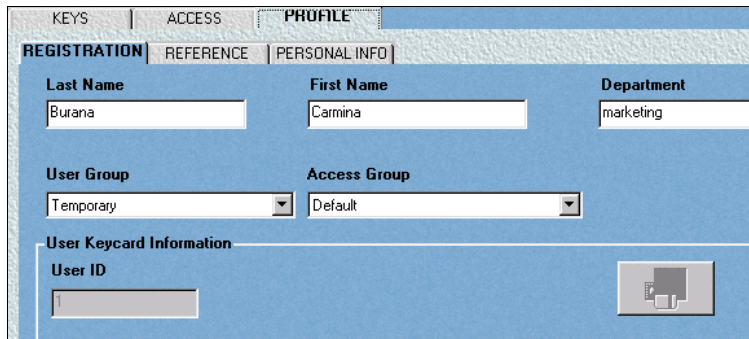 KEYS ACCESS PROFILE
REGISTRATION REFERENCE PERSONAL INFO
Last Name First Name Department
Burana Carmina marketing
User Group Access Group
Temporary Default
User Keycard Information
User ID
1